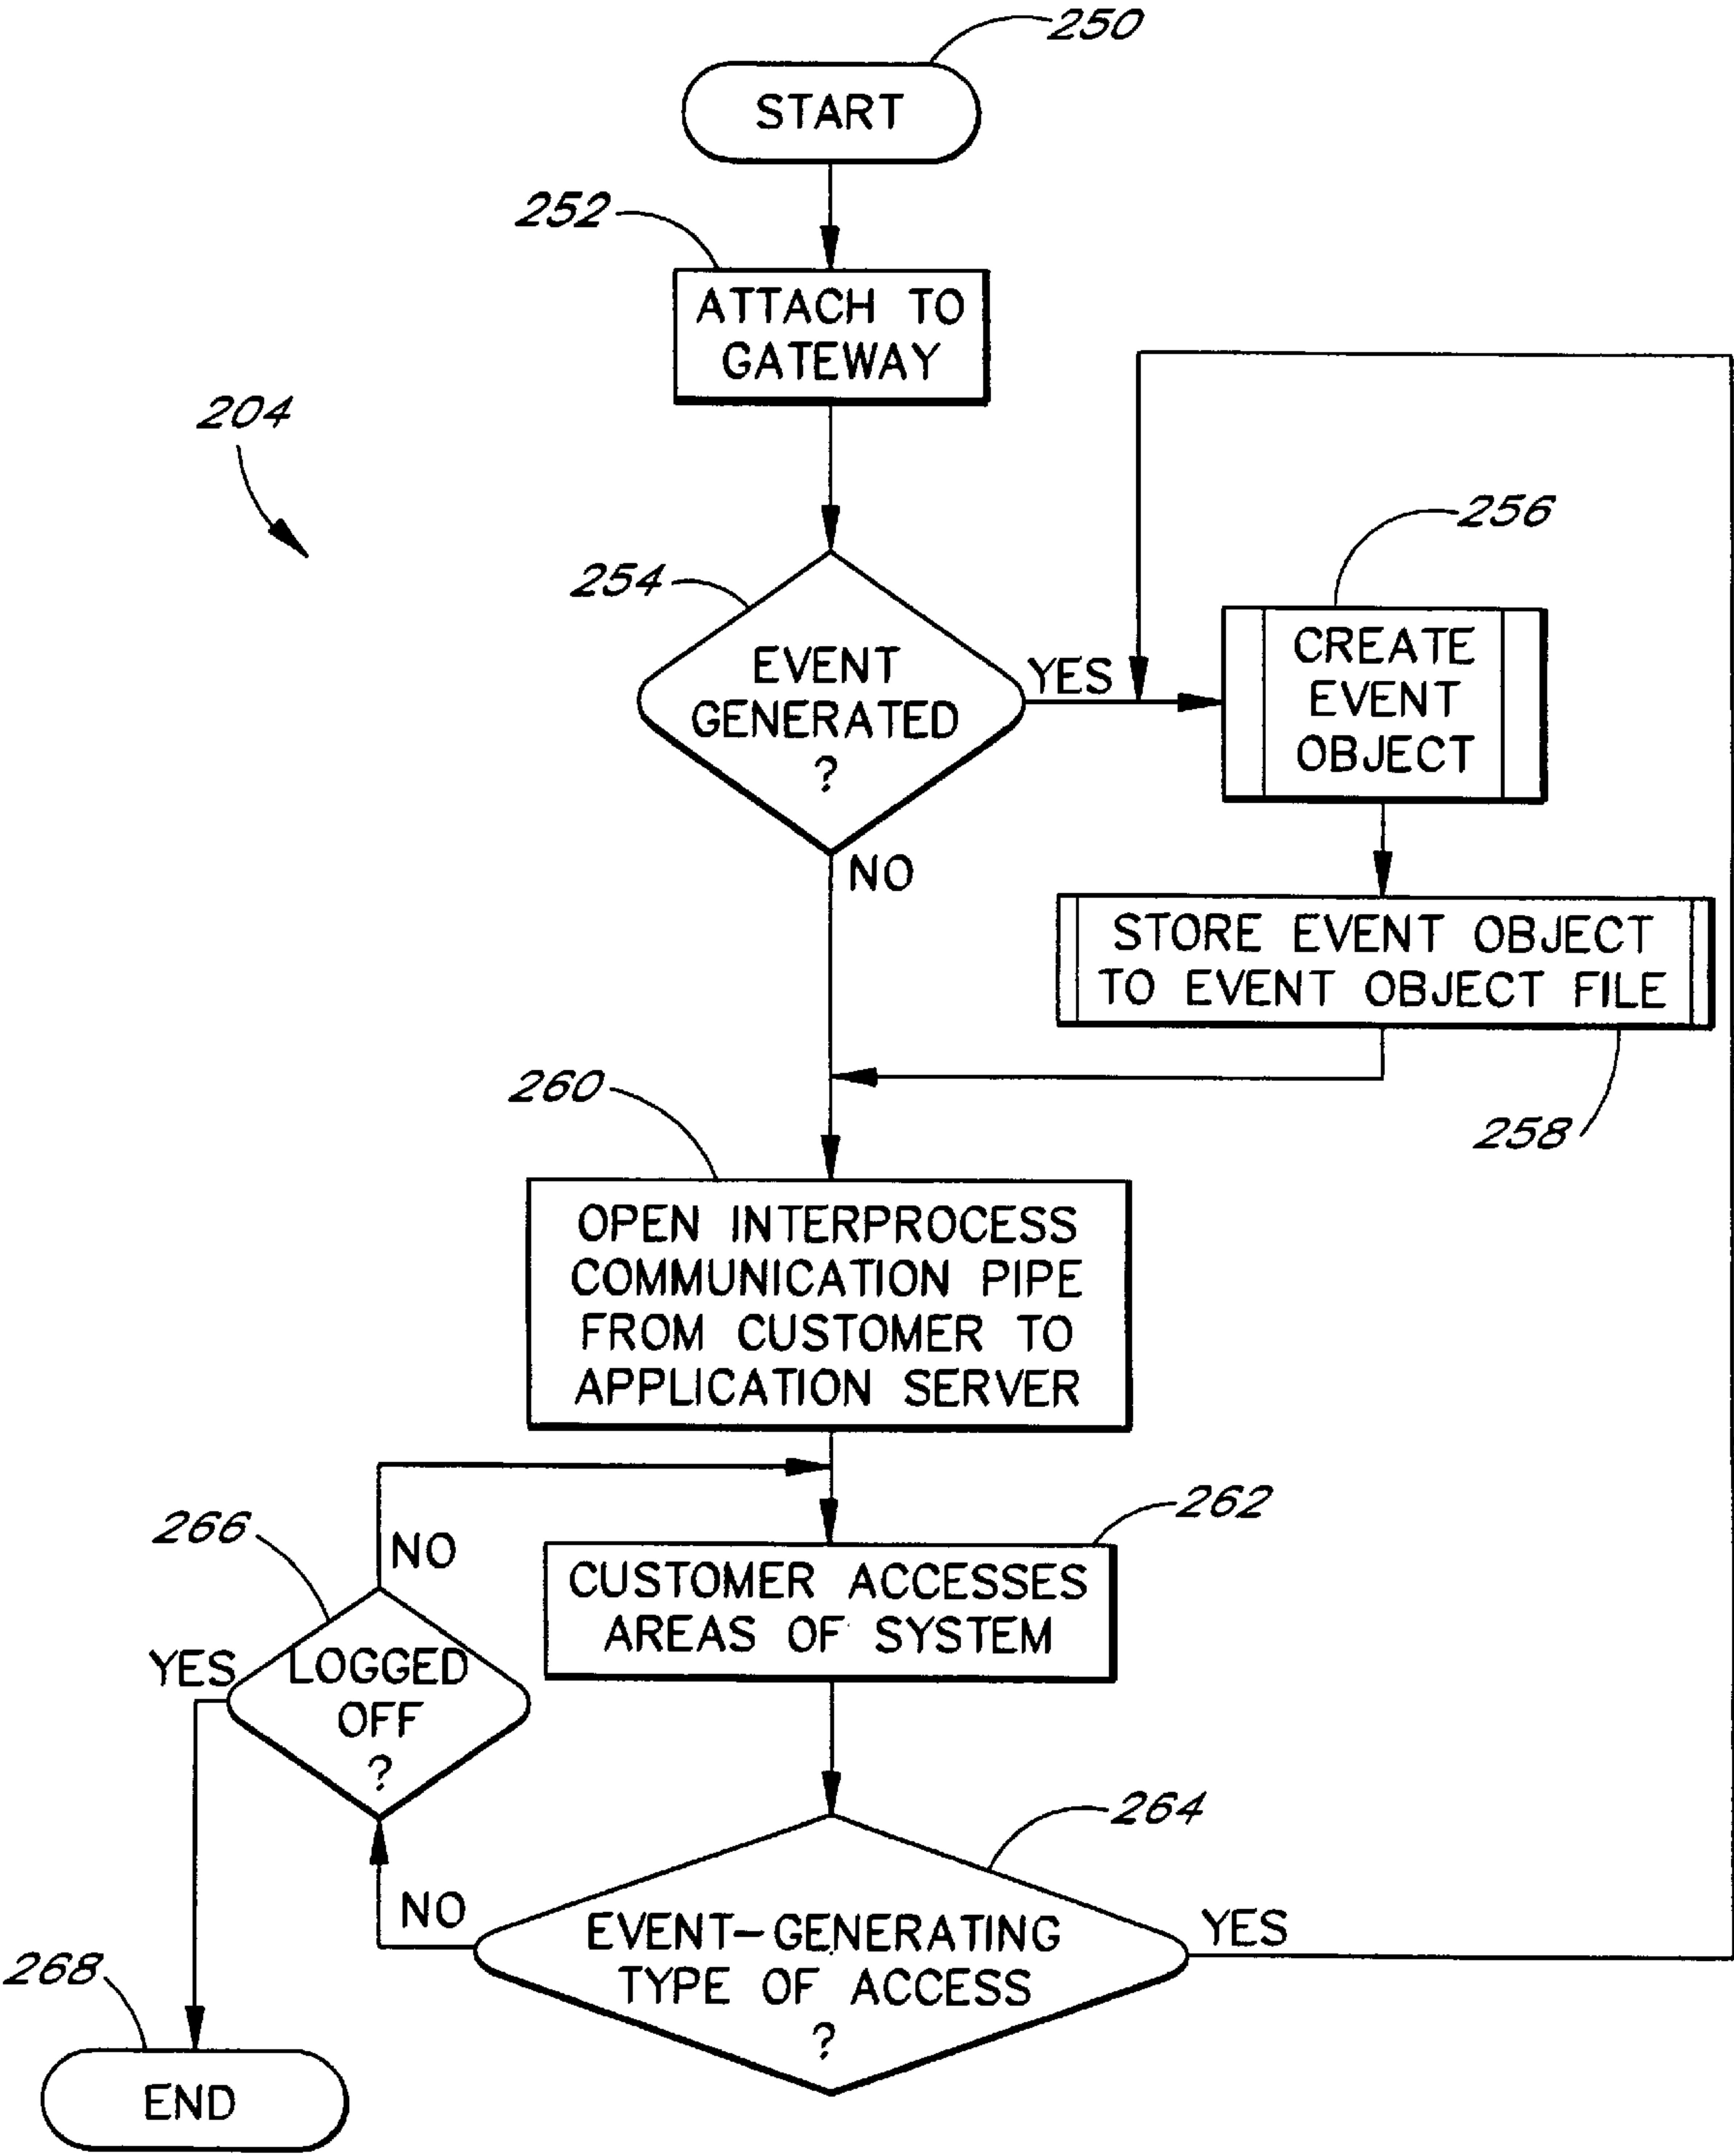 250
START
252
ATTACH TO
GATEWAY
204
256
254
CREATE
EVENT
OBJECT
EVENT
GENERATED
?
YES
NO
STORE EVENT OBJECT
TO EVENT OBJECT FILE
258
260
OPEN INTERPROCESS
COMMUNICATION PIPE
FROM CUSTOMER TO
APPLICATION SERVER
262
266
NO
CUSTOMER ACCESSES
AREAS OF SYSTEM
YES
LOGGED
OFF
?
264
NO
EVENT-GENERATING
TYPE OF ACCESS
?
YES
268
END